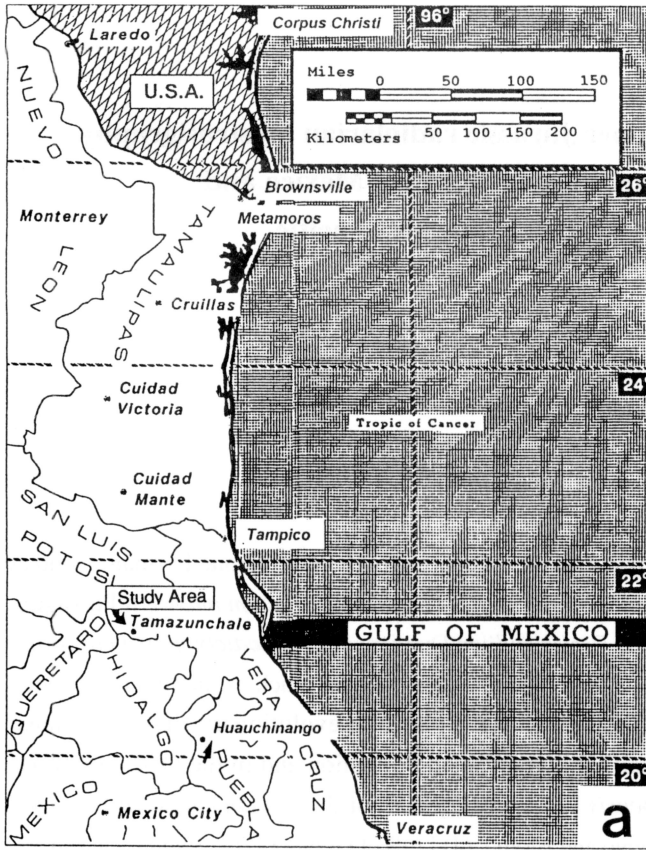 Corpus Christi
96°
Laredo
Miles 0 50 100 150
U.S.A.
50 100 150 200
Kilometers
NUEVO
LEON
Brownsville
26°
Metamoros
Monterrey
TAMAULIPAS
Cruillas
24°
Cuidad
Victoria
Tropic of Cancer
Cuidad
Mante
SAN LUIS
POTOSI
Tampico
22°
Study Area
Tamazunchale
GULF OF MEXICO
QUERETARO
HIDALGO
VERA CRUZ
Huauchinango
PUEBLA
20°
MEXICO
Mexico City
Veracruz
a